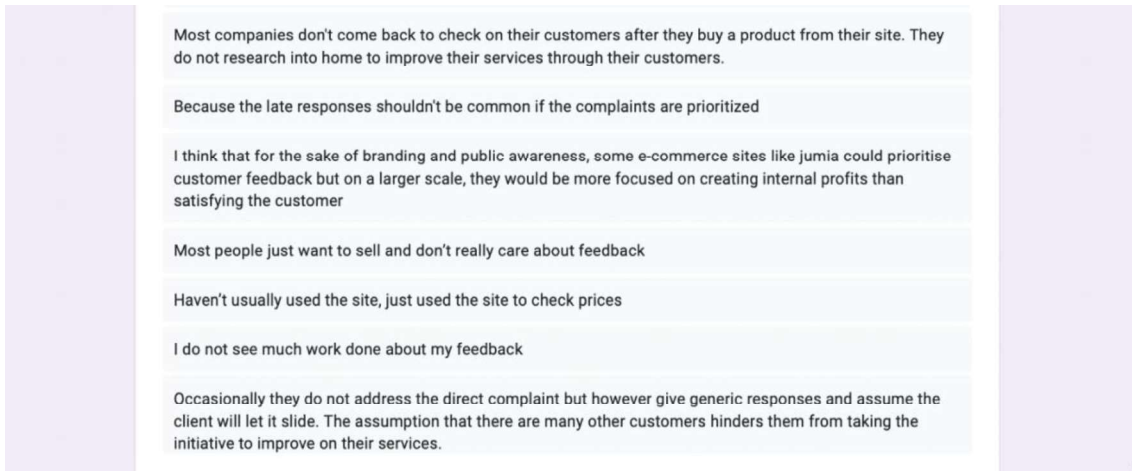 Most companies don't come back to check on their customers after they buy a product from their site. They
do not research into home to improve their services through their customers.
Because the late responses shouldn't be common if the complaints are prioritized
I think that for the sake of branding and public awareness, some e-commerce sites like jumia could prioritise
customer feedback but on a larger scale, they would be more focused on creating internal profits than
satisfying the customer
Most people just want to sell and don't really care about feedback
Haven't usually used the site, just used the site to check prices
I do not see much work done about my feedback
Occasionally they do not address the direct complaint but however give generic responses and assume the
client will let it slide. The assumption that there are many other customers hinders them from taking the
initiative to improve on their services.